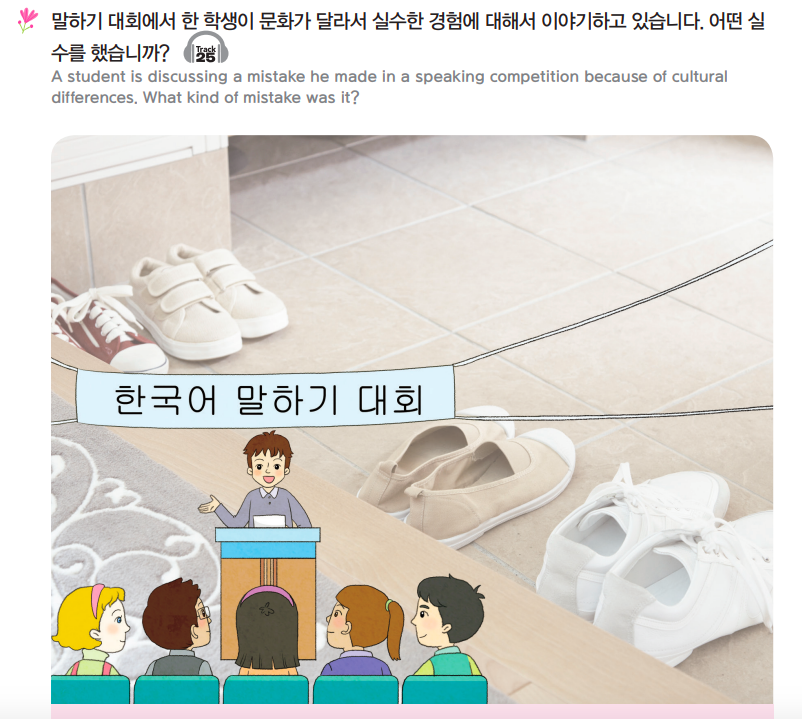 말하기 대회에서 한 학생이 문화가 달라서 실수한 경험에 대해서 이야기하고 있습니다. 어떤 실
수를 했습니까? Track 25
A student is discussing a mistake he made in a speaking competition because of cultural
differences. What kind of mistake was it?
한국어 말하기 대회